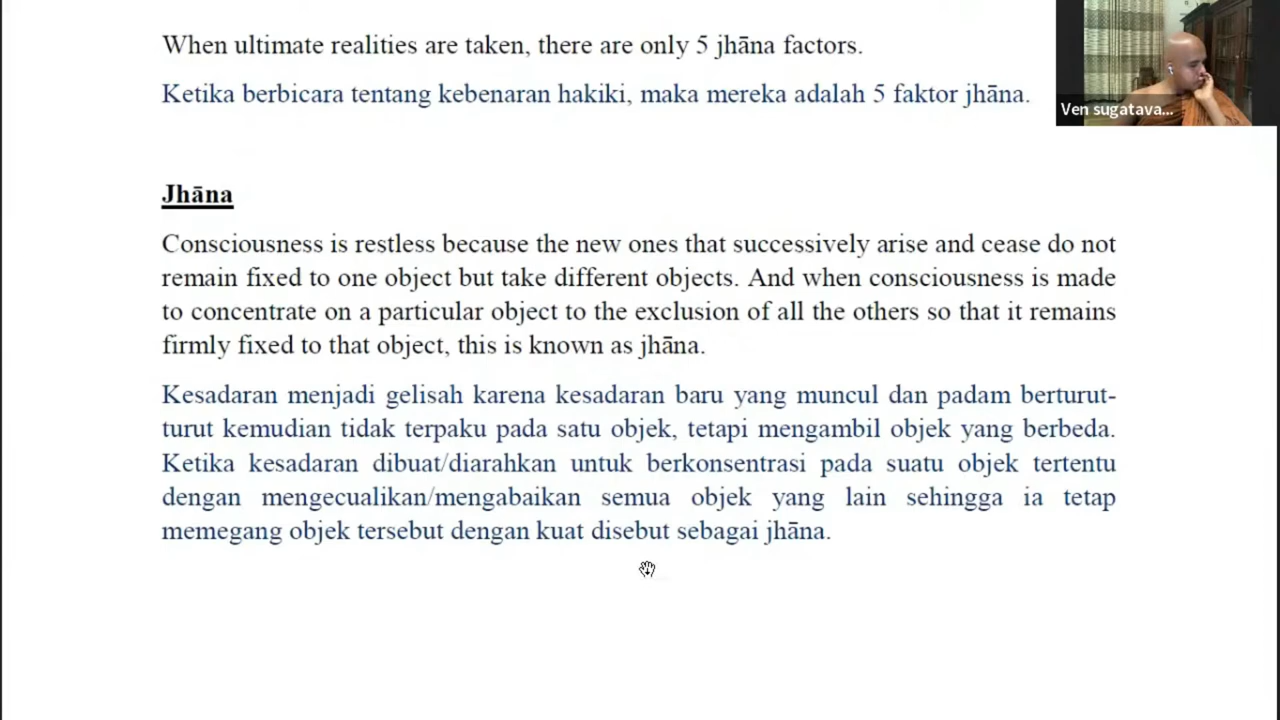 When ultimate realities are taken, there are only 5 jhāna factors.
Ketika berbicara tentang kebenaran hakiki, maka mereka adalah 5 faktor jhāna.
Ven sugatava...
Jhāna
Consciousness is restless because the new ones that successively arise and cease do not
remain fixed to one object but take different objects. And when consciousness is made
to concentrate on a particular object to the exclusion of all the others so that it remains
firmly fixed to that object, this is known as jhāna.
Kesadaran menjadi gelisah karena kesadaran baru yang muncul dan padam berturut-
turut kemudian tidak terpaku pada satu objek, tetapi mengambil objek yang berbeda.
Ketika kesadaran dibuat/diarahkan untuk berkonsentrasi pada suatu objek tertentu
dengan mengecualikan/mengabaikan semua objek yang lain sehingga ia tetap
memegang objek tersebut dengan kuat disebut sebagai jhāna.